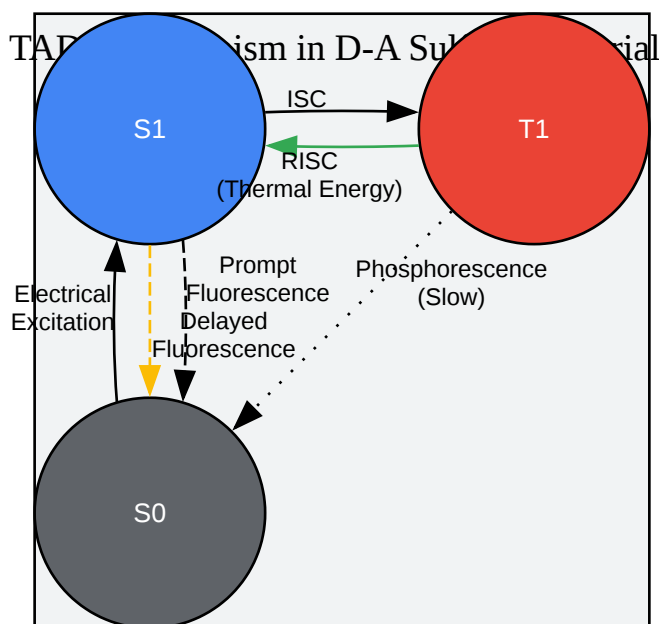 TAD ism in D-A Su rial
S1
T1
ISC
RISC
(Thermal Energy)
Electrical
Excitation
Prompt
Fluorescence
Delayed
Fluorescence
Phosphorescence
(Slow)
S0